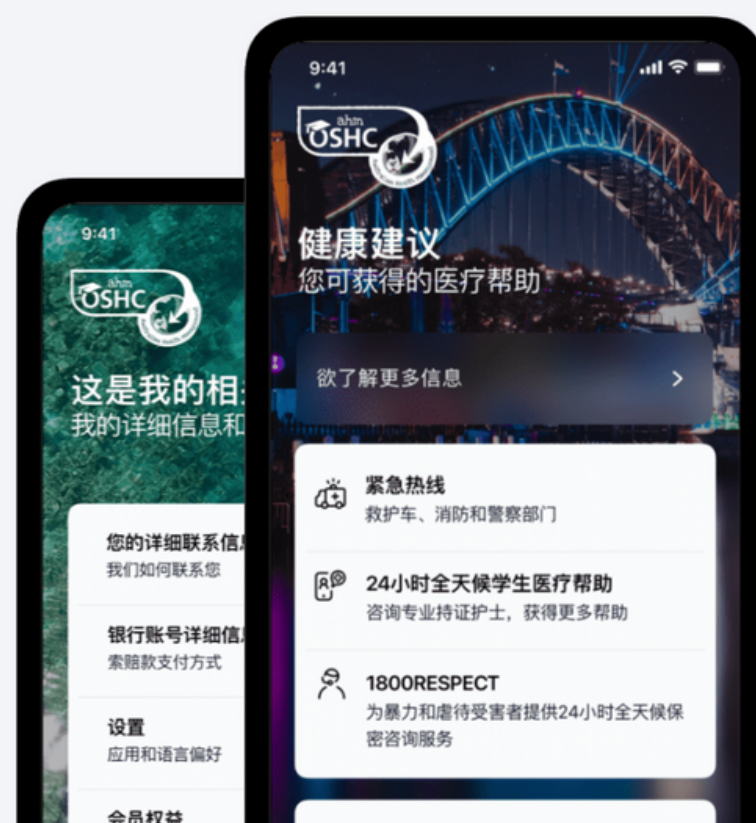 9:41
ahm
OSHC
健康建议
您可获得的医疗帮助
欲了解更多信息
紧急热线
救护车、消防和警察部门
24小时全天候学生医疗帮助
咨询专业持证护士，获得更多帮助
1800RESPECT
为暴力和虐待受害者提供24小时全天候保
密咨询服务
9:41
ahm
OSHC
这是我的相
我的详细信息和
您的详细联系信
我们如何联系您
银行账号详细信
索赔款支付方式
设置
应用和语言偏好
会员权益